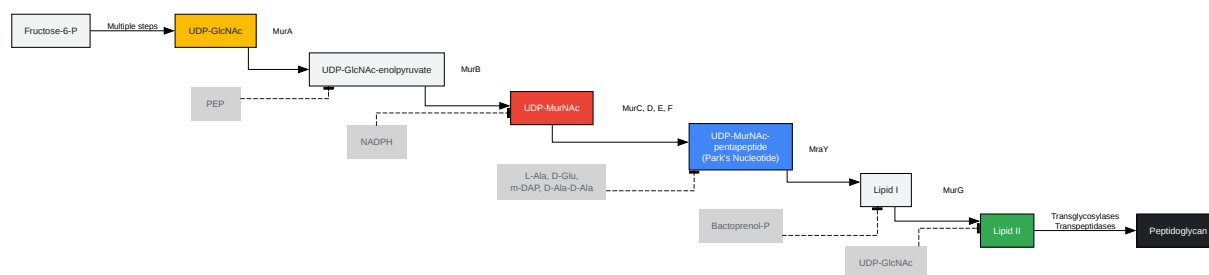 Fructose-6-P
Multiple steps
UDP-GlcNAc
MurA
UDP-GlcNAc-enolpyruvate
MurB
PEP
UDP-MurNAc
MurC, D, E, F
NADPH
UDP-MurNAc-
pentapeptide
(Park's Nucleotide)
MraY
L-Ala, D-Glu,
m-DAP, D-Ala-D-Ala
Lipid I
MurG
Bactoprenol-P
Lipid II
Transglycosylases
Transpeptidases
Peptidoglycan
UDP-GlcNAc